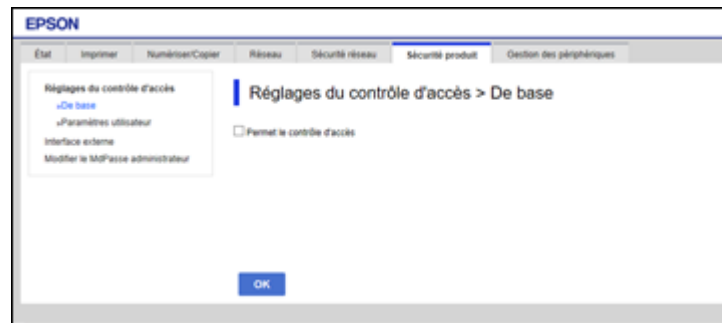 EPSON
État Imprimer Numériser/Copier Réseau Sécurité réseau Sécurité produit Gestion des périphériques
Réglages du contrôle d'accès
»De base
»Paramètres utilisateur
Interface externe
Modifier le MdPasse administrateur
Réglages du contrôle d'accès > De base
Permet le contrôle d'accès
OK